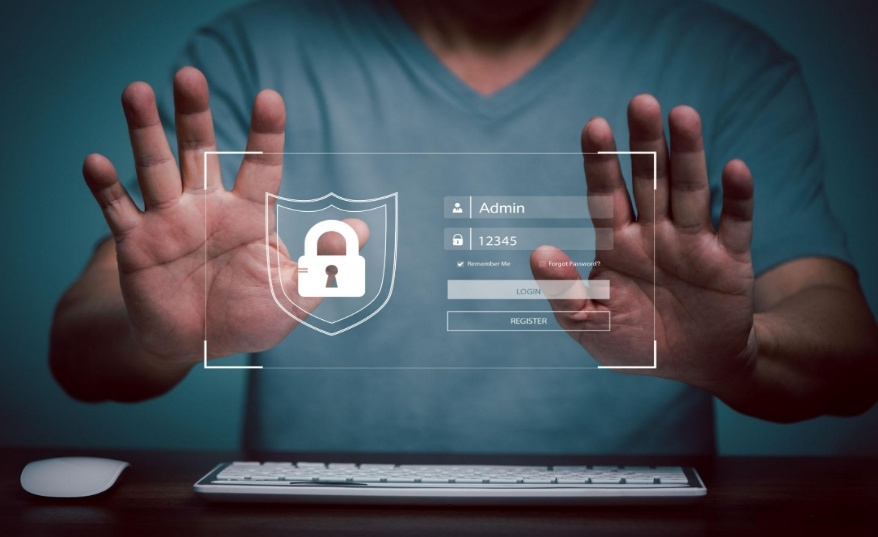 Admin
12345
Remember Me Forgot Password?
LOGIN
REGISTER